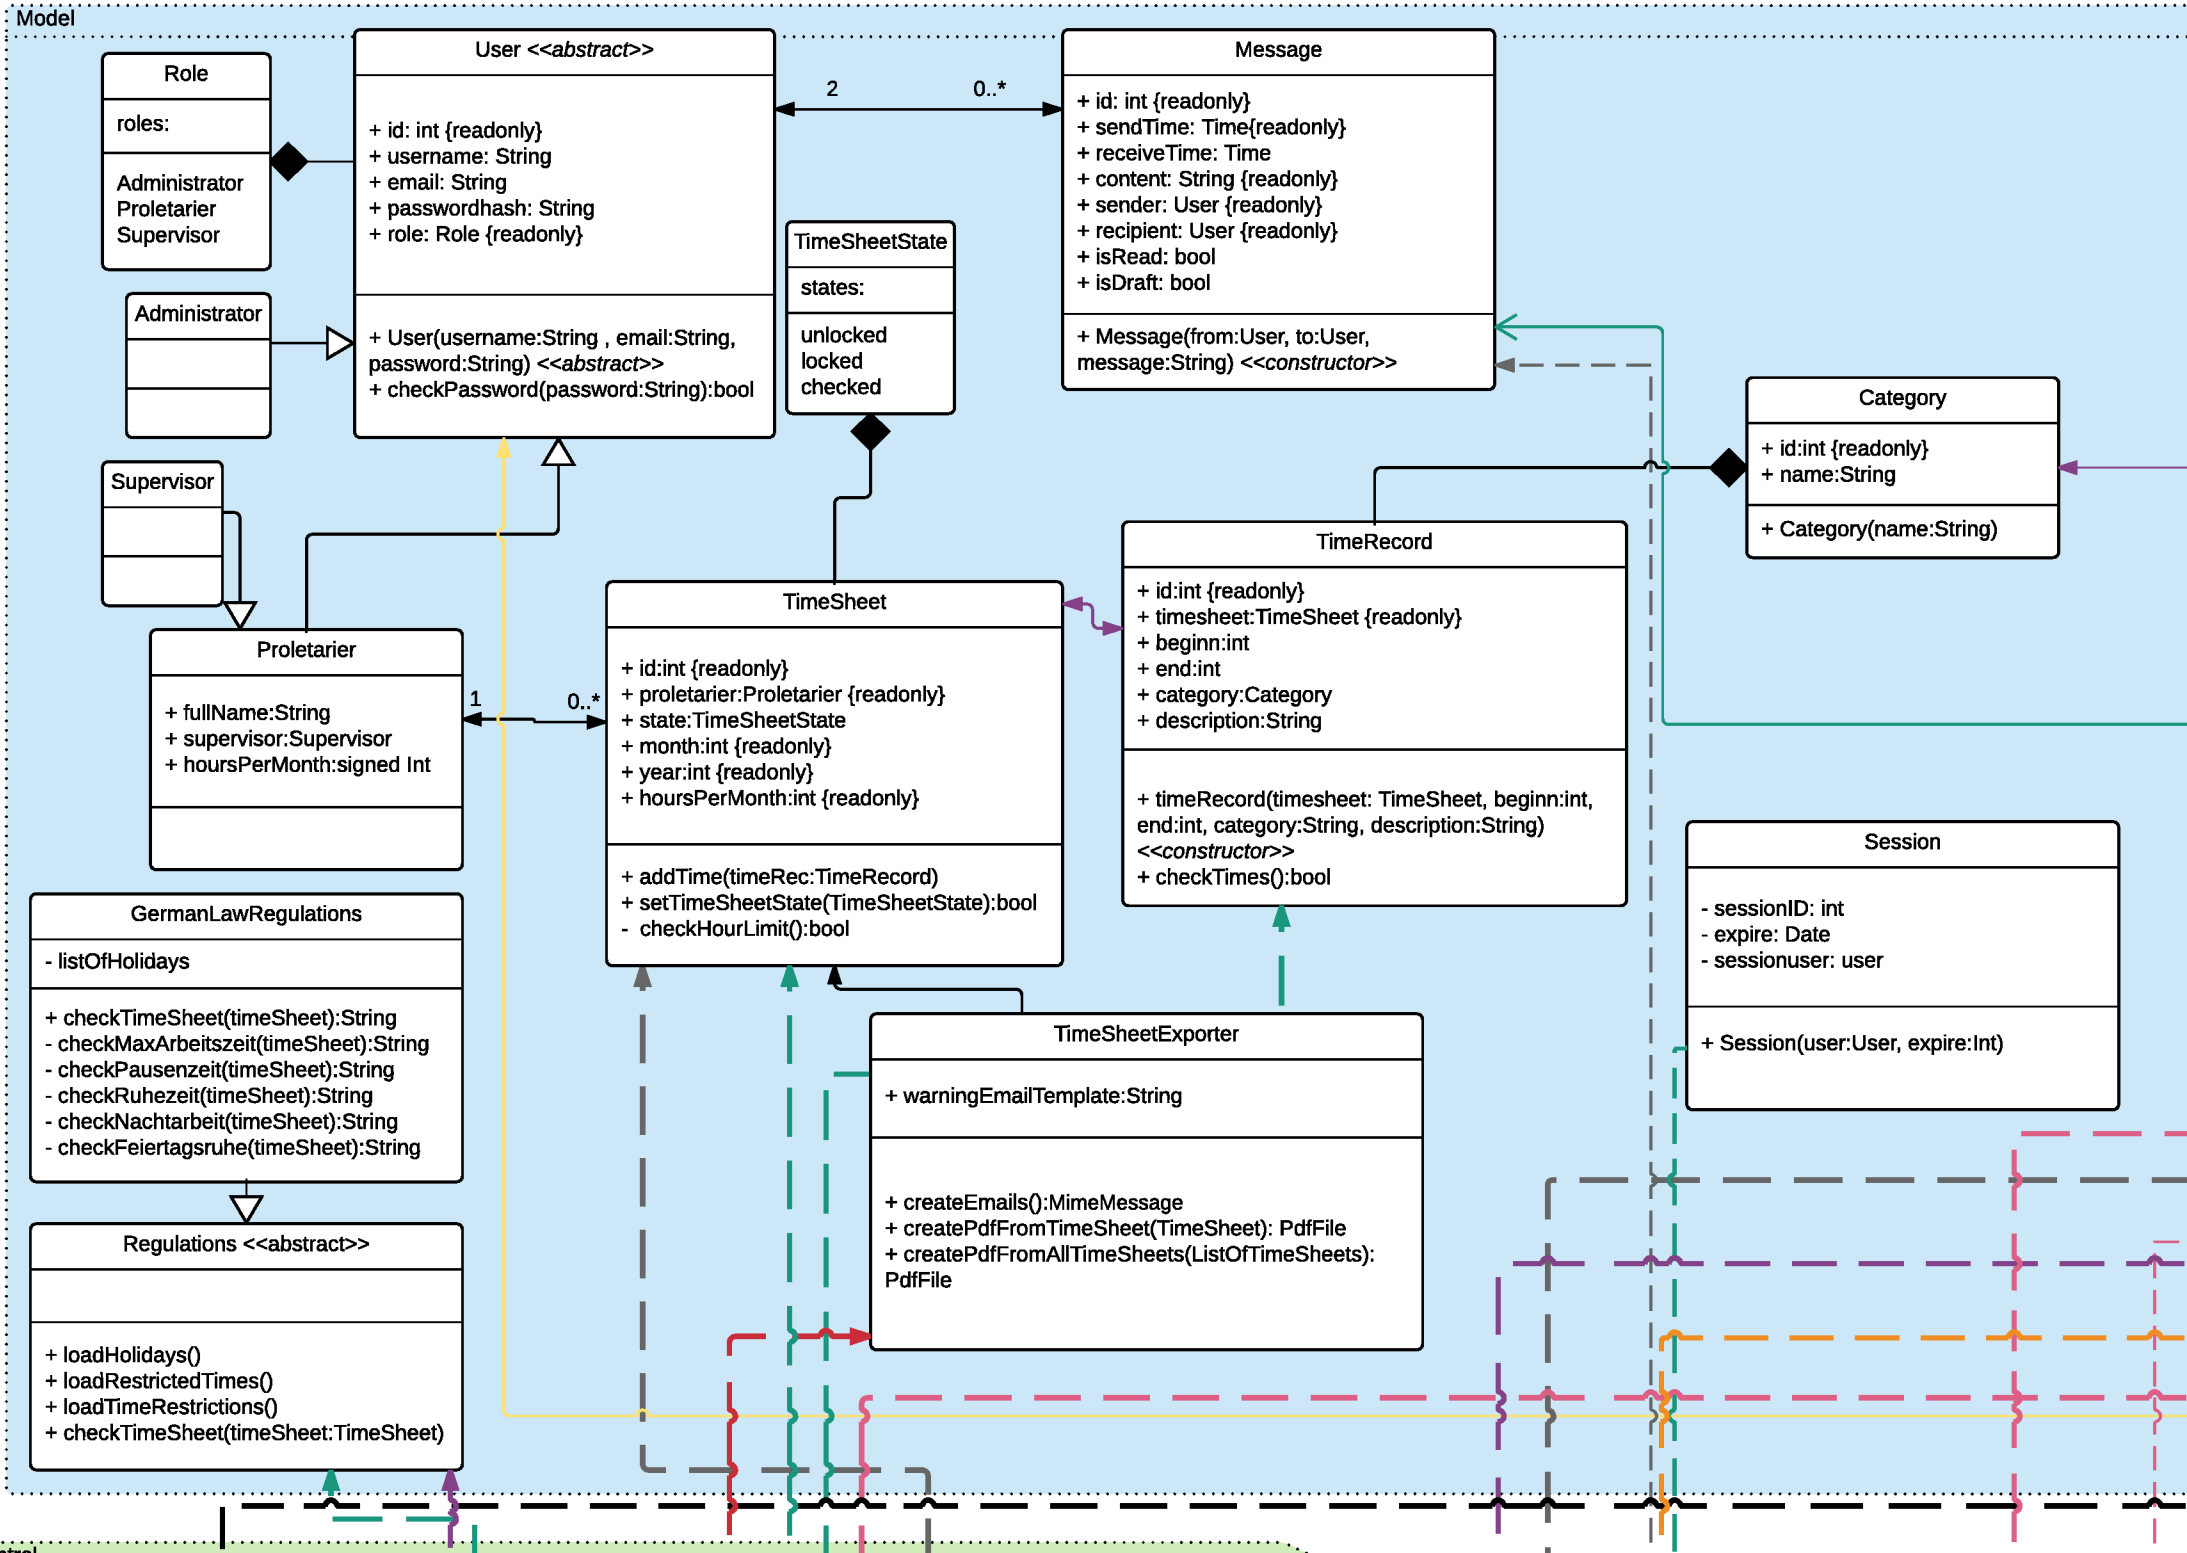 Model
Role
roles:
Administrator
Proletarier
Supervisor
User <<abstract>>
+ id: int {readonly}
+ username: String
+ email: String
+ passwordhash: String
+ role: Role {readonly}
+ User(username:String , email:String,
password:String) <<abstract>>
+ checkPassword(password:String):bool
2
0..*
Message
+ id: int {readonly}
+ sendTime: Time{readonly}
+ receiveTime: Time
+ content: String {readonly}
+ sender: User {readonly}
+ recipient: User {readonly}
+ isRead: bool
+ isDraft: bool
+ Message(from:User, to:User,
message:String) <<constructor>>
TimeSheetState
states:
unlocked
locked
checked
Administrator
Supervisor
Category
+ id:int {readonly}
+ name:String
+ Category(name:String)
Proletarier
+ fullName:String
+ supervisor:Supervisor
+ hoursPerMonth:signed Int
1
0..*
TimeSheet
+ id:int {readonly}
+ proletarier:Proletarier {readonly}
+ state:TimeSheetState
+ month:int {readonly}
+ year:int {readonly}
+ hoursPerMonth:int {readonly}
+ addTime(timeRec:TimeRecord)
+ setTimeSheetState(TimeSheetState):bool
- checkHourLimit():bool
TimeRecord
+ id:int {readonly}
+ timesheet:TimeSheet {readonly}
+ beginn:int
+ end:int
+ category:Category
+ description:String
+ timeRecord(timesheet: TimeSheet, beginn:int,
end:int, category:String, description:String)
<<constructor>>
+ checkTimes():bool
Session
- sessionID: int
- expire: Date
- sessionuser: user
+ Session(user:User, expire:Int)
GermanLawRegulations
- listOfHolidays
+ checkTimeSheet(timeSheet):String
- checkMaxArbeitszeit(timeSheet):String
- checkPausenzeit(timeSheet):String
- checkRuhezeit(timeSheet):String
- checkNachtarbeit(timeSheet):String
- checkFeiertagsruhe(timeSheet):String
TimeSheetExporter
+ warningEmailTemplate:String
+ createEmails():MimeMessage
+ createPdfFromTimeSheet(TimeSheet): PdfFile
+ createPdfFromAllTimeSheets(ListOfTimeSheets):
PdfFile
Regulations <<abstract>>
+ loadHolidays()
+ loadRestrictedTimes()
+ loadTimeRestrictions()
+ checkTimeSheet(timeSheet:TimeSheet)